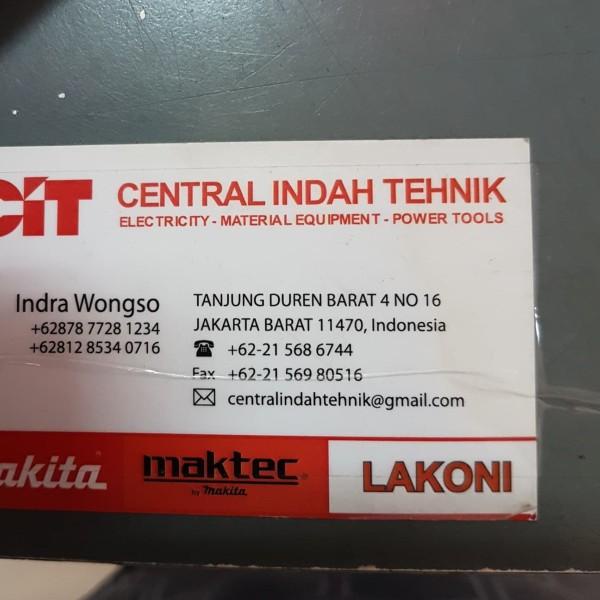 CiT
CENTRAL INDAH TEHNIK
ELECTRICITY - MATERIAL EQUIPMENT - POWER TOOLS
Indra Wongso
+62878 7728 1234
+62812 8534 0716
TANJUNG DUREN BARAT 4 NO 16
JAKARTA BARAT 11470, Indonesia
+62-21 568 6744
Fax +62-21 569 80516
centralindahtehnik@gmail.com
akita
maktec
by makita
LAKONI